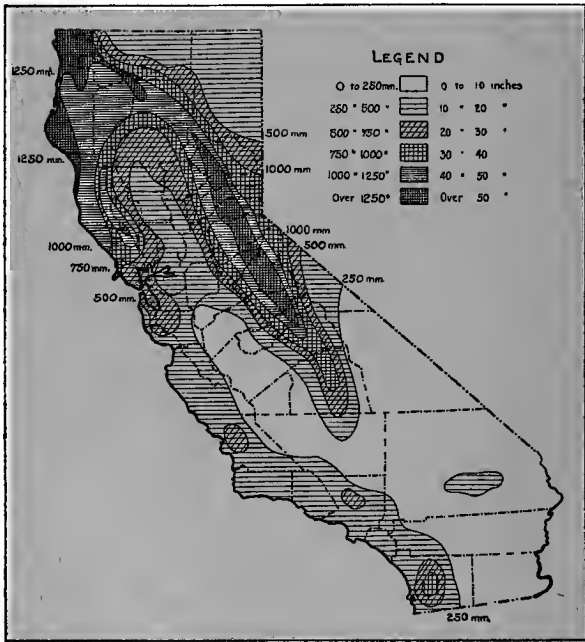 LEGEND
0 to 250mm. 0 to 10 inches
250 " 500 " 10 " 20 "
500 " 750 " 20 " 30 "
750 " 1000 " 30 " 40
1000 " 1250 " 40 " 50 "
Over 1250 " Over 50 "
1250 mm.
500 mm
1250 mm.
1000 mm
1000 mm
1000 mm.
500 mm.
750 mm.
250 mm.
500 mm.
250 mm.